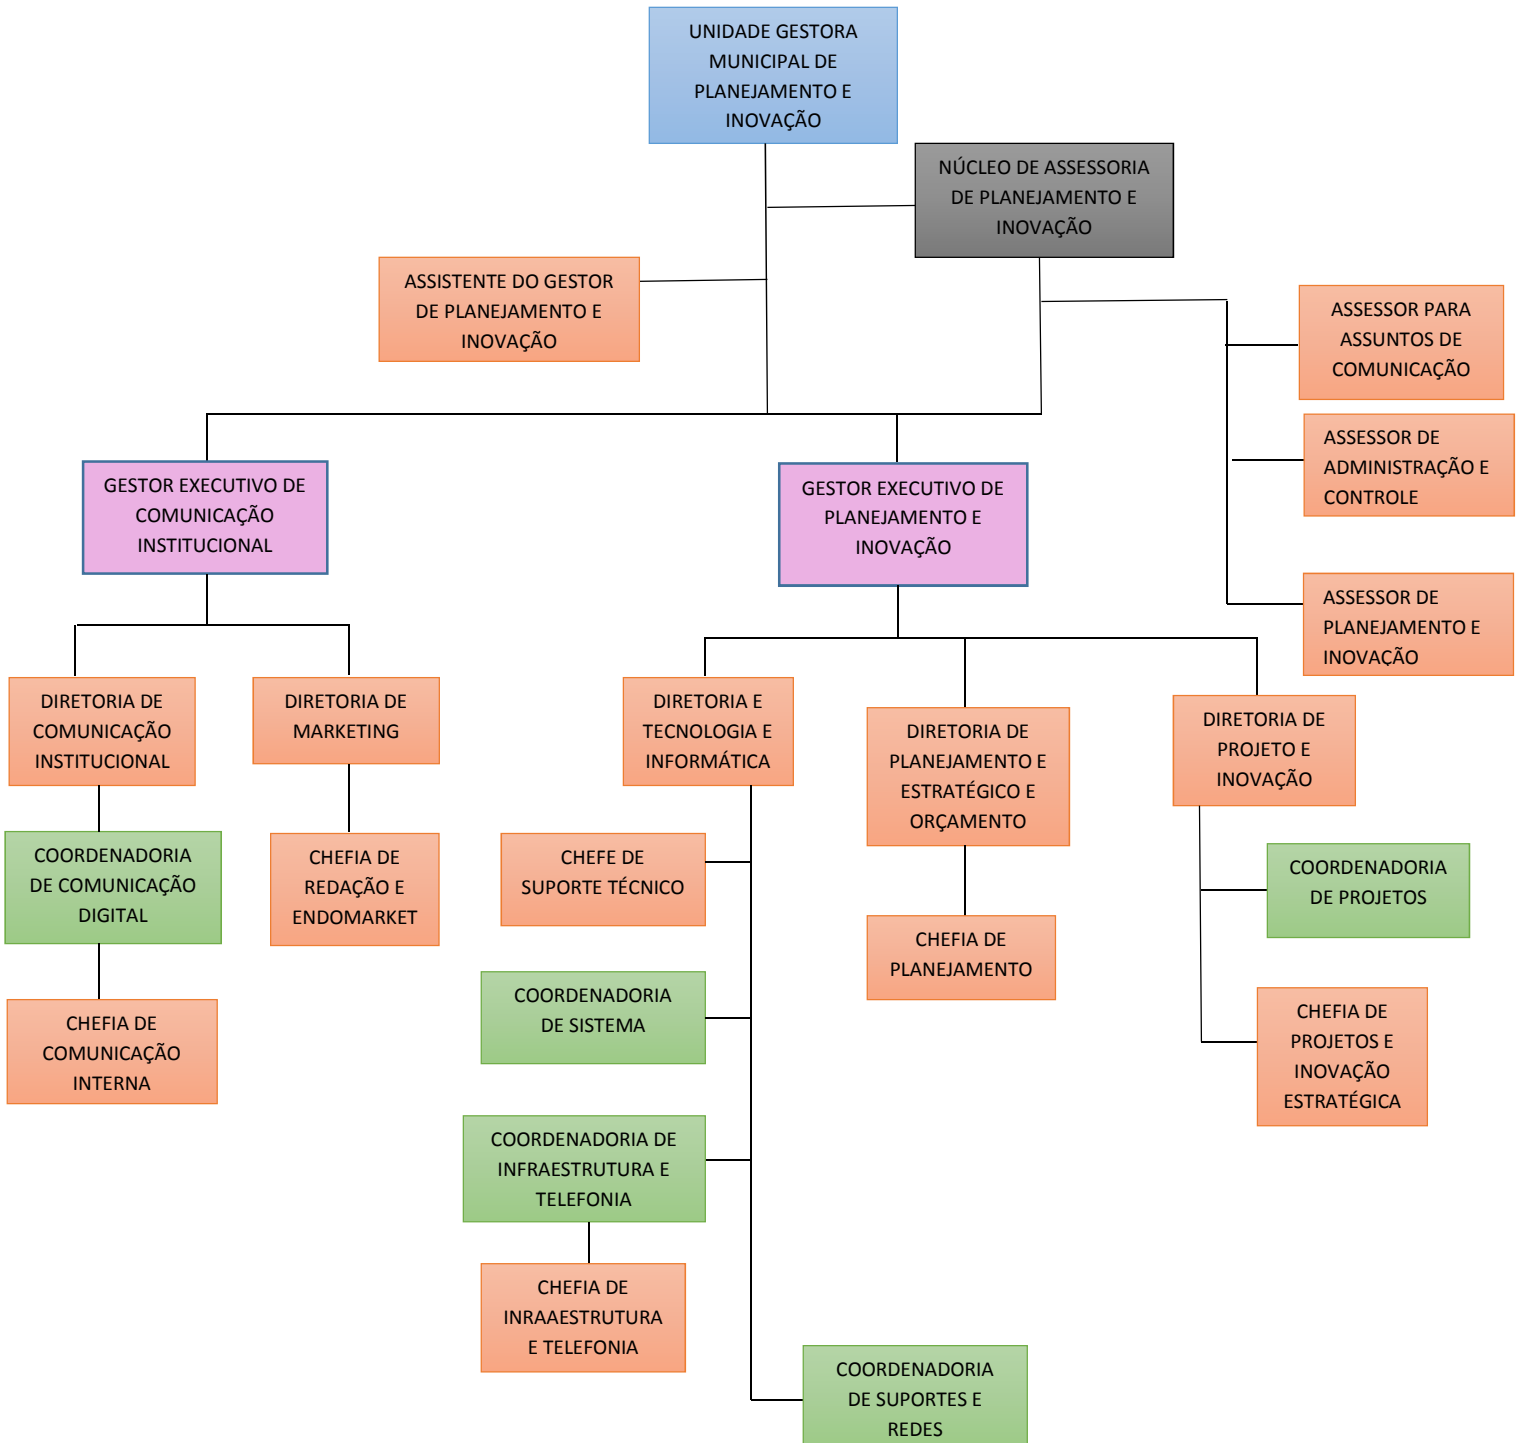 UNIDADE GESTORA
MUNICIPAL DE
PLANEJAMENTO E
INOVAÇÃO
NÚCLEO DE ASSESSORIA
DE PLANEJAMENTO E
INOVAÇÃO
ASSISTENTE DO GESTOR
DE PLANEJAMENTO E
INOVAÇÃO
ASSESSOR PARA
ASSUNTOS DE
COMUNICAÇÃO
ASSESSOR DE
ADMINISTRAÇÃO E
CONTROLE
ASSESSOR DE
PLANEJAMENTO E
INOVAÇÃO
GESTOR EXECUTIVO DE
COMUNICAÇÃO
INSTITUCIONAL
GESTOR EXECUTIVO DE
PLANEJAMENTO E
INOVAÇÃO
DIRETORIA DE
COMUNICAÇÃO
INSTITUCIONAL
DIRETORIA DE
MARKETING
DIRETORIA E
TECNOLOGIA E
INFORMÁTICA
DIRETORIA DE
PLANEJAMENTO E
ESTRATÉGICO E
ORÇAMENTO
DIRETORIA DE
PROJETO E
INOVAÇÃO
COORDENADORIA
DE COMUNICAÇÃO
DIGITAL
CHEFIA DE
REDAÇÃO E
ENDOMARKET
CHEFE DE
SUPORTE TÉCNICO
CHEFIA DE
PLANEJAMENTO
COORDENADORIA
DE PROJETOS
CHEFIA DE
COMUNICAÇÃO
INTERNA
COORDENADORIA
DE SISTEMA
CHEFIA DE
PROJETOS E
INOVAÇÃO
ESTRATÉGICA
COORDENADORIA DE
INFRAESTRUTURA E
TELEFONIA
CHEFIA DE
INRAAESTRUTURA
E TELEFONIA
COORDENADORIA
DE SUPORTES E
REDES